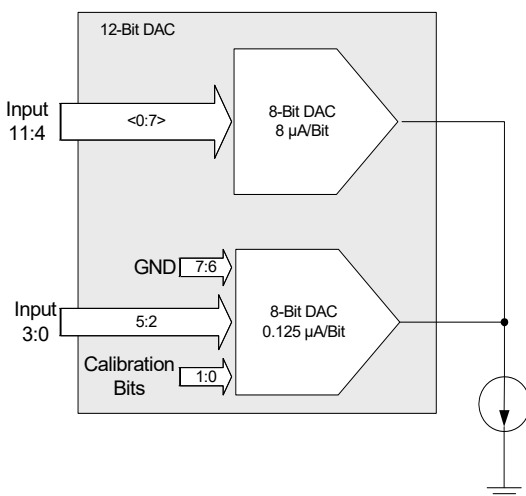 12-Bit DAC
Input
11:4
<0:7>
8-Bit DAC
8 µA/Bit
GND
7:6
Input
3:0
5:2
8-Bit DAC
0.125 µA/Bit
Calibration
Bits
1:0